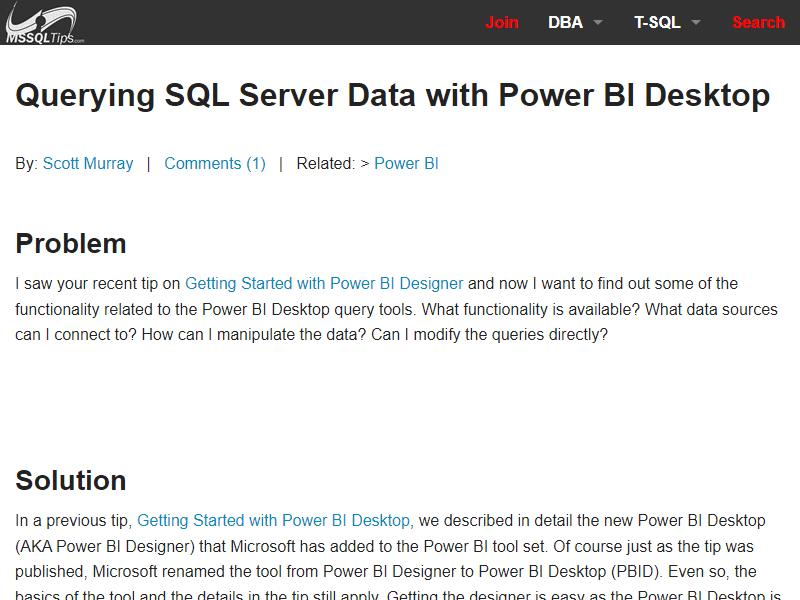 MSSQLTips.com
Join DBA T-SQL Search
Querying SQL Server Data with Power BI Desktop
By: Scott Murray | Comments (1) | Related: > Power BI
Problem
I saw your recent tip on Getting Started with Power BI Designer and now I want to find out some of the
functionality related to the Power BI Desktop query tools. What functionality is available? What data sources
can I connect to? How can I manipulate the data? Can I modify the queries directly?
Solution
In a previous tip, Getting Started with Power BI Desktop, we described in detail the new Power BI Desktop
(AKA Power BI Designer) that Microsoft has added to the Power BI tool set. Of course just as the tip was
published, Microsoft renamed the tool from Power BI Designer to Power BI Desktop (PBID). Even so, the
basics of the tool and the details in the tip still apply. Getting the designer is easy as the Power BI Desktop is